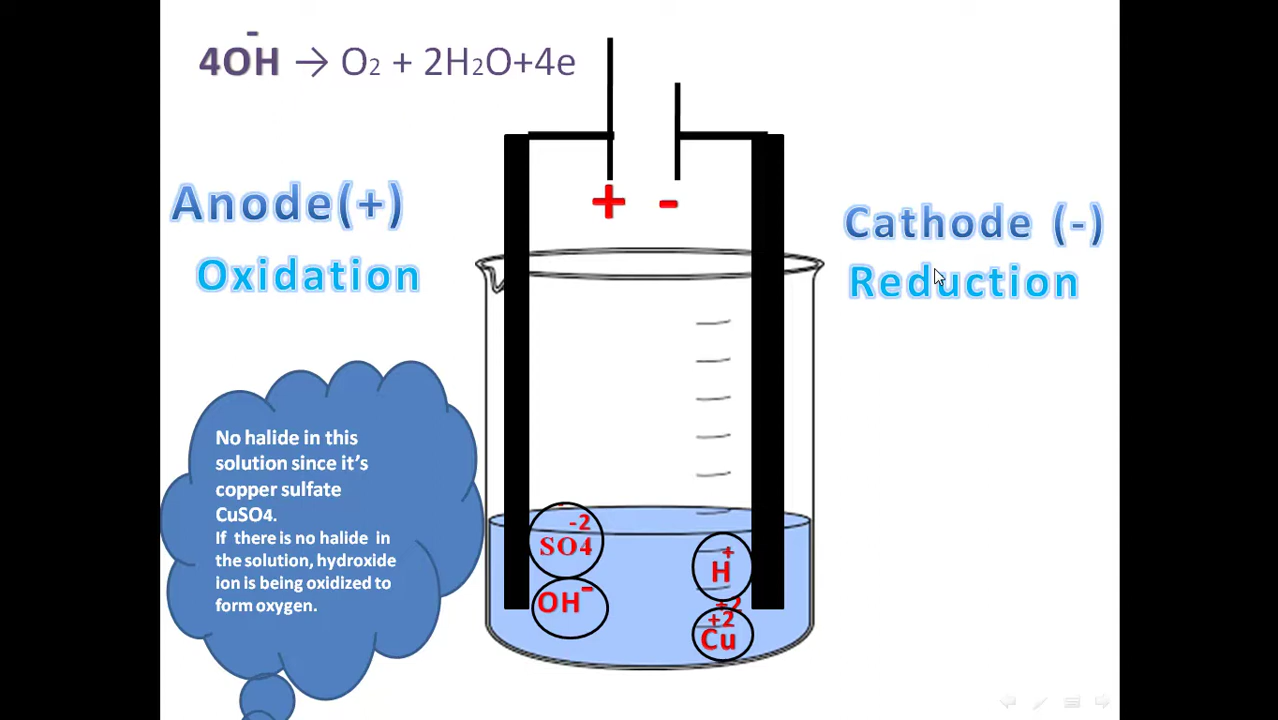 4OH⁻ → O₂ + 2H₂O+4e
+ -
Anode(+)
Oxidation
Cathode (-)
Reduction
No halide in this
solution since it's
copper sulfate
CuSO4.
If there is no halide in
the solution, hydroxide
ion is being oxidized to
form oxygen.
-2
SO4
OH⁻
+
H
+2
+2
Cu